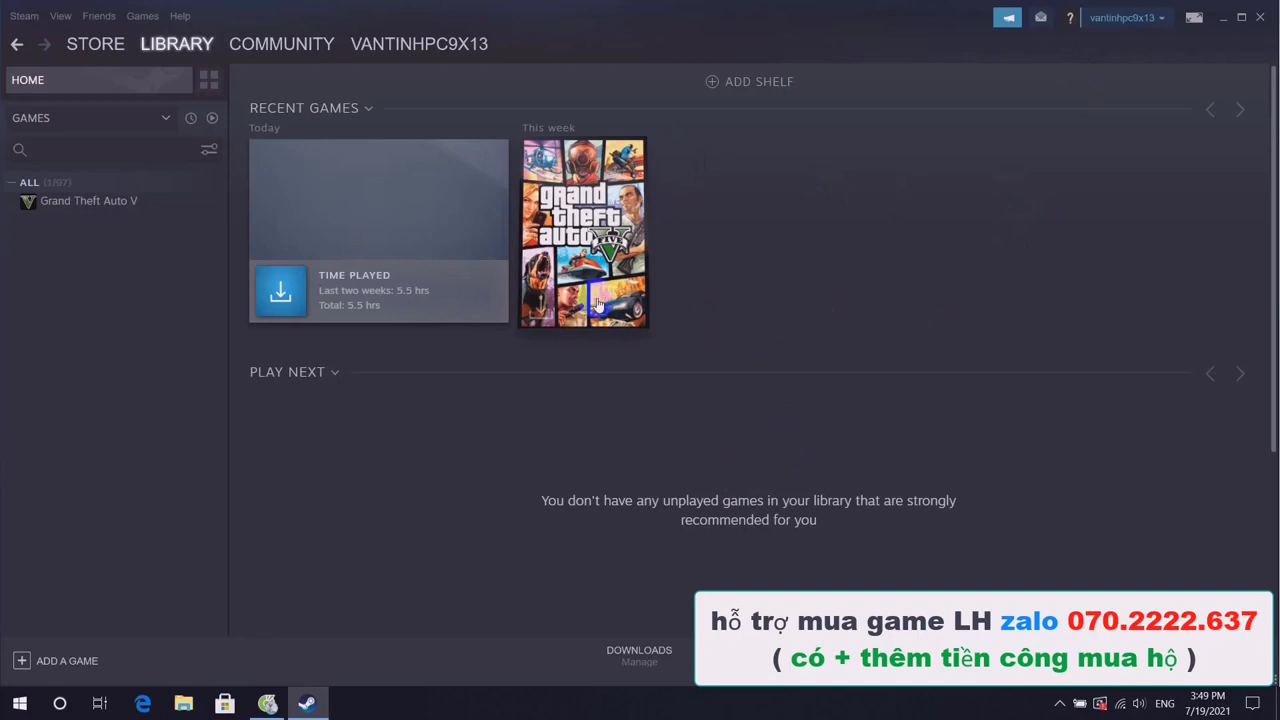 Steam View Friends Games Help
vantinhpc9x13
STORE LIBRARY COMMUNITY VANTINHPC9X13
HOME
ADD SHELF
GAMES
RECENT GAMES
Today
This week
ALL (1/97)
Grand Theft Auto V
grand
theft
auto
FIVE
TIME PLAYED
Last two weeks: 5.5 hrs
Total: 5.5 hrs
PLAY NEXT
You don't have any unplayed games in your library that are strongly
recommended for you
hỗ trợ mua game LH zalo 070.2222.637
( có + thêm tiền công mua hộ )
ADD A GAME
DOWNLOADS
Manage
ENG
3:49 PM
7/19/2021